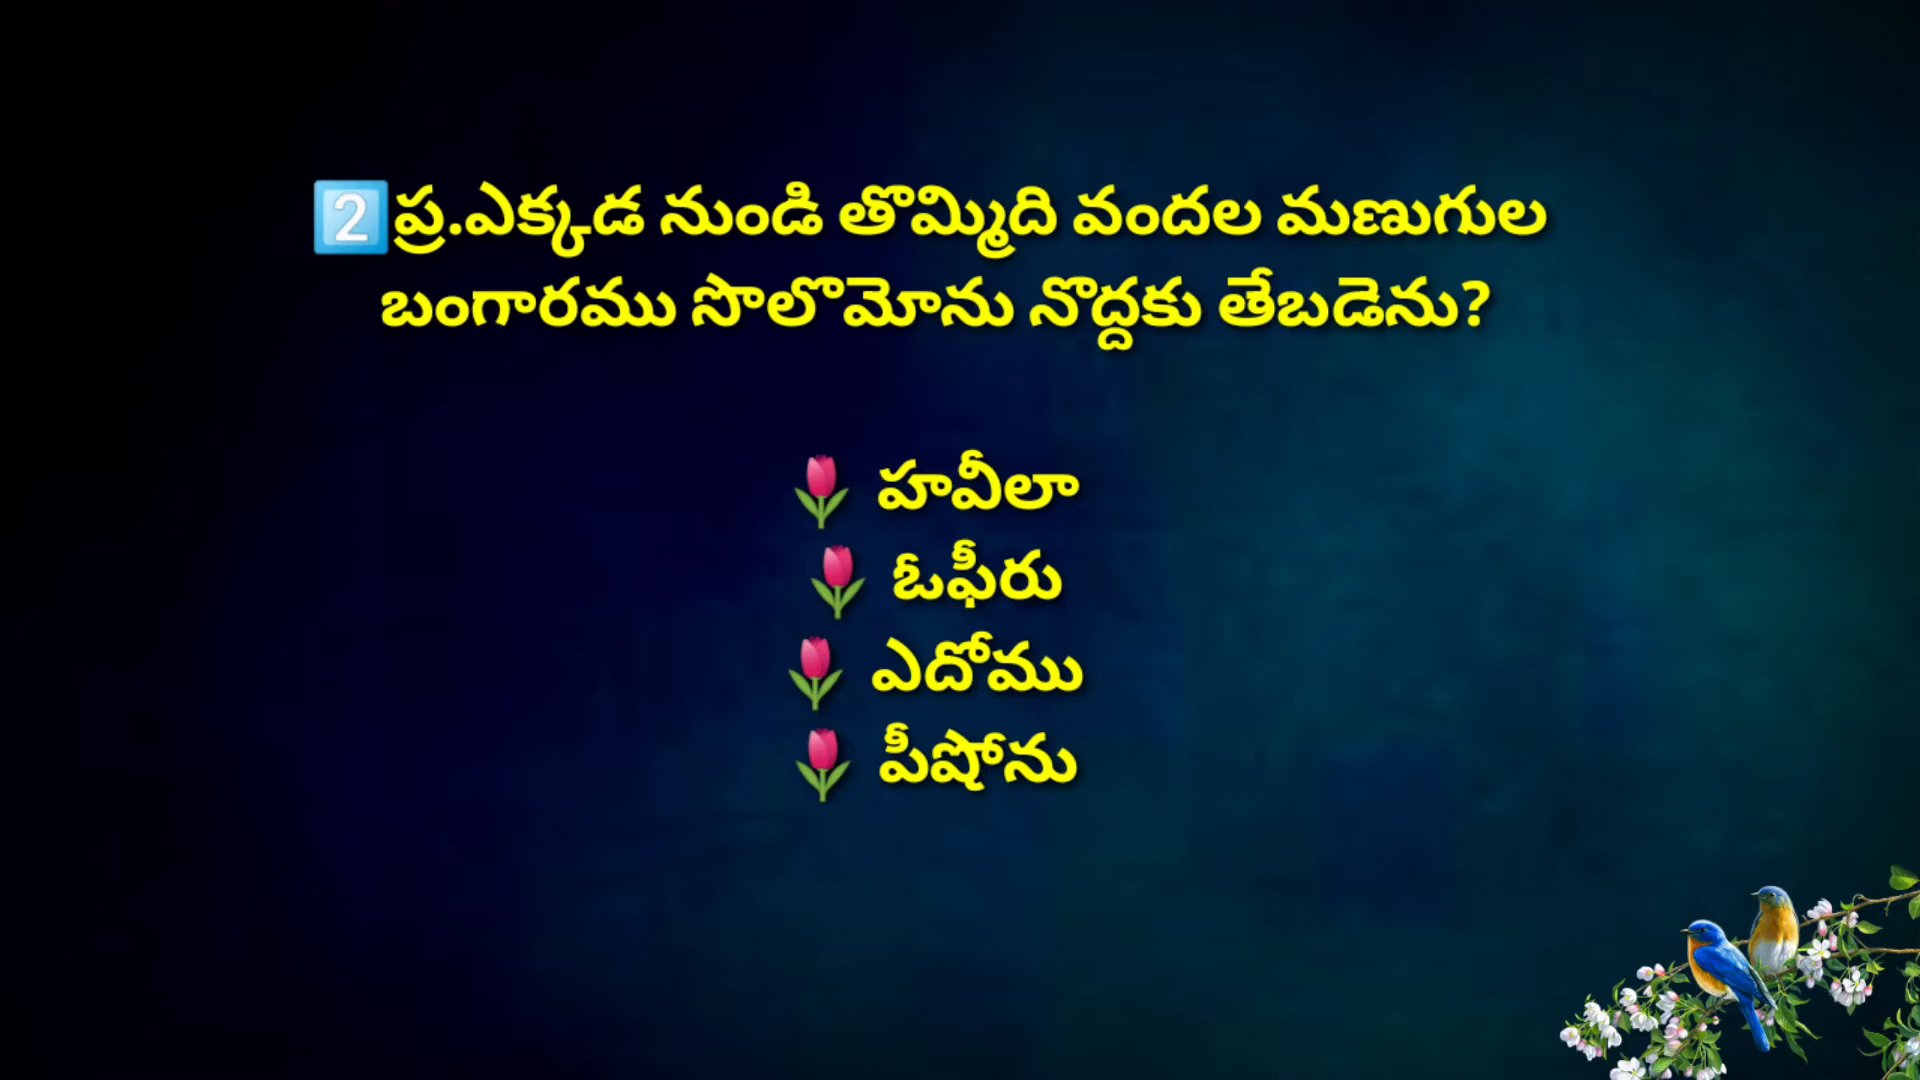 2️⃣ప్ర.ఎక్కడ నుండి తొమ్మిది వందల మణుగుల
బంగారము సొలొమోను నొద్దకు తేబడెను?
🌷 హవీలా
🌷 ఓఫీరు
🌷 ఎదోము
🌷 పీషోను